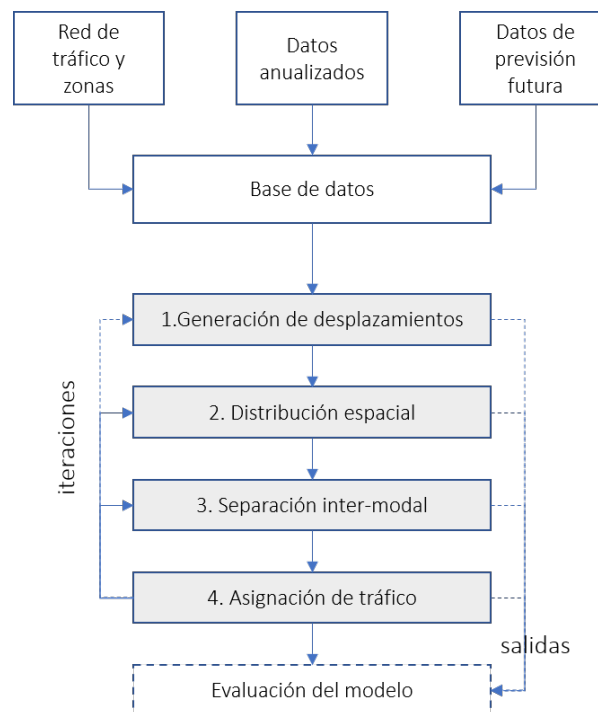 Red de
tráfico y
zonas
Datos
anualizados
Datos de
previsión
futura
Base de datos
1.Generación de desplazamientos
iteraciones
2. Distribución espacial
3. Separación inter-modal
4. Asignación de tráfico
salidas
Evaluación del modelo